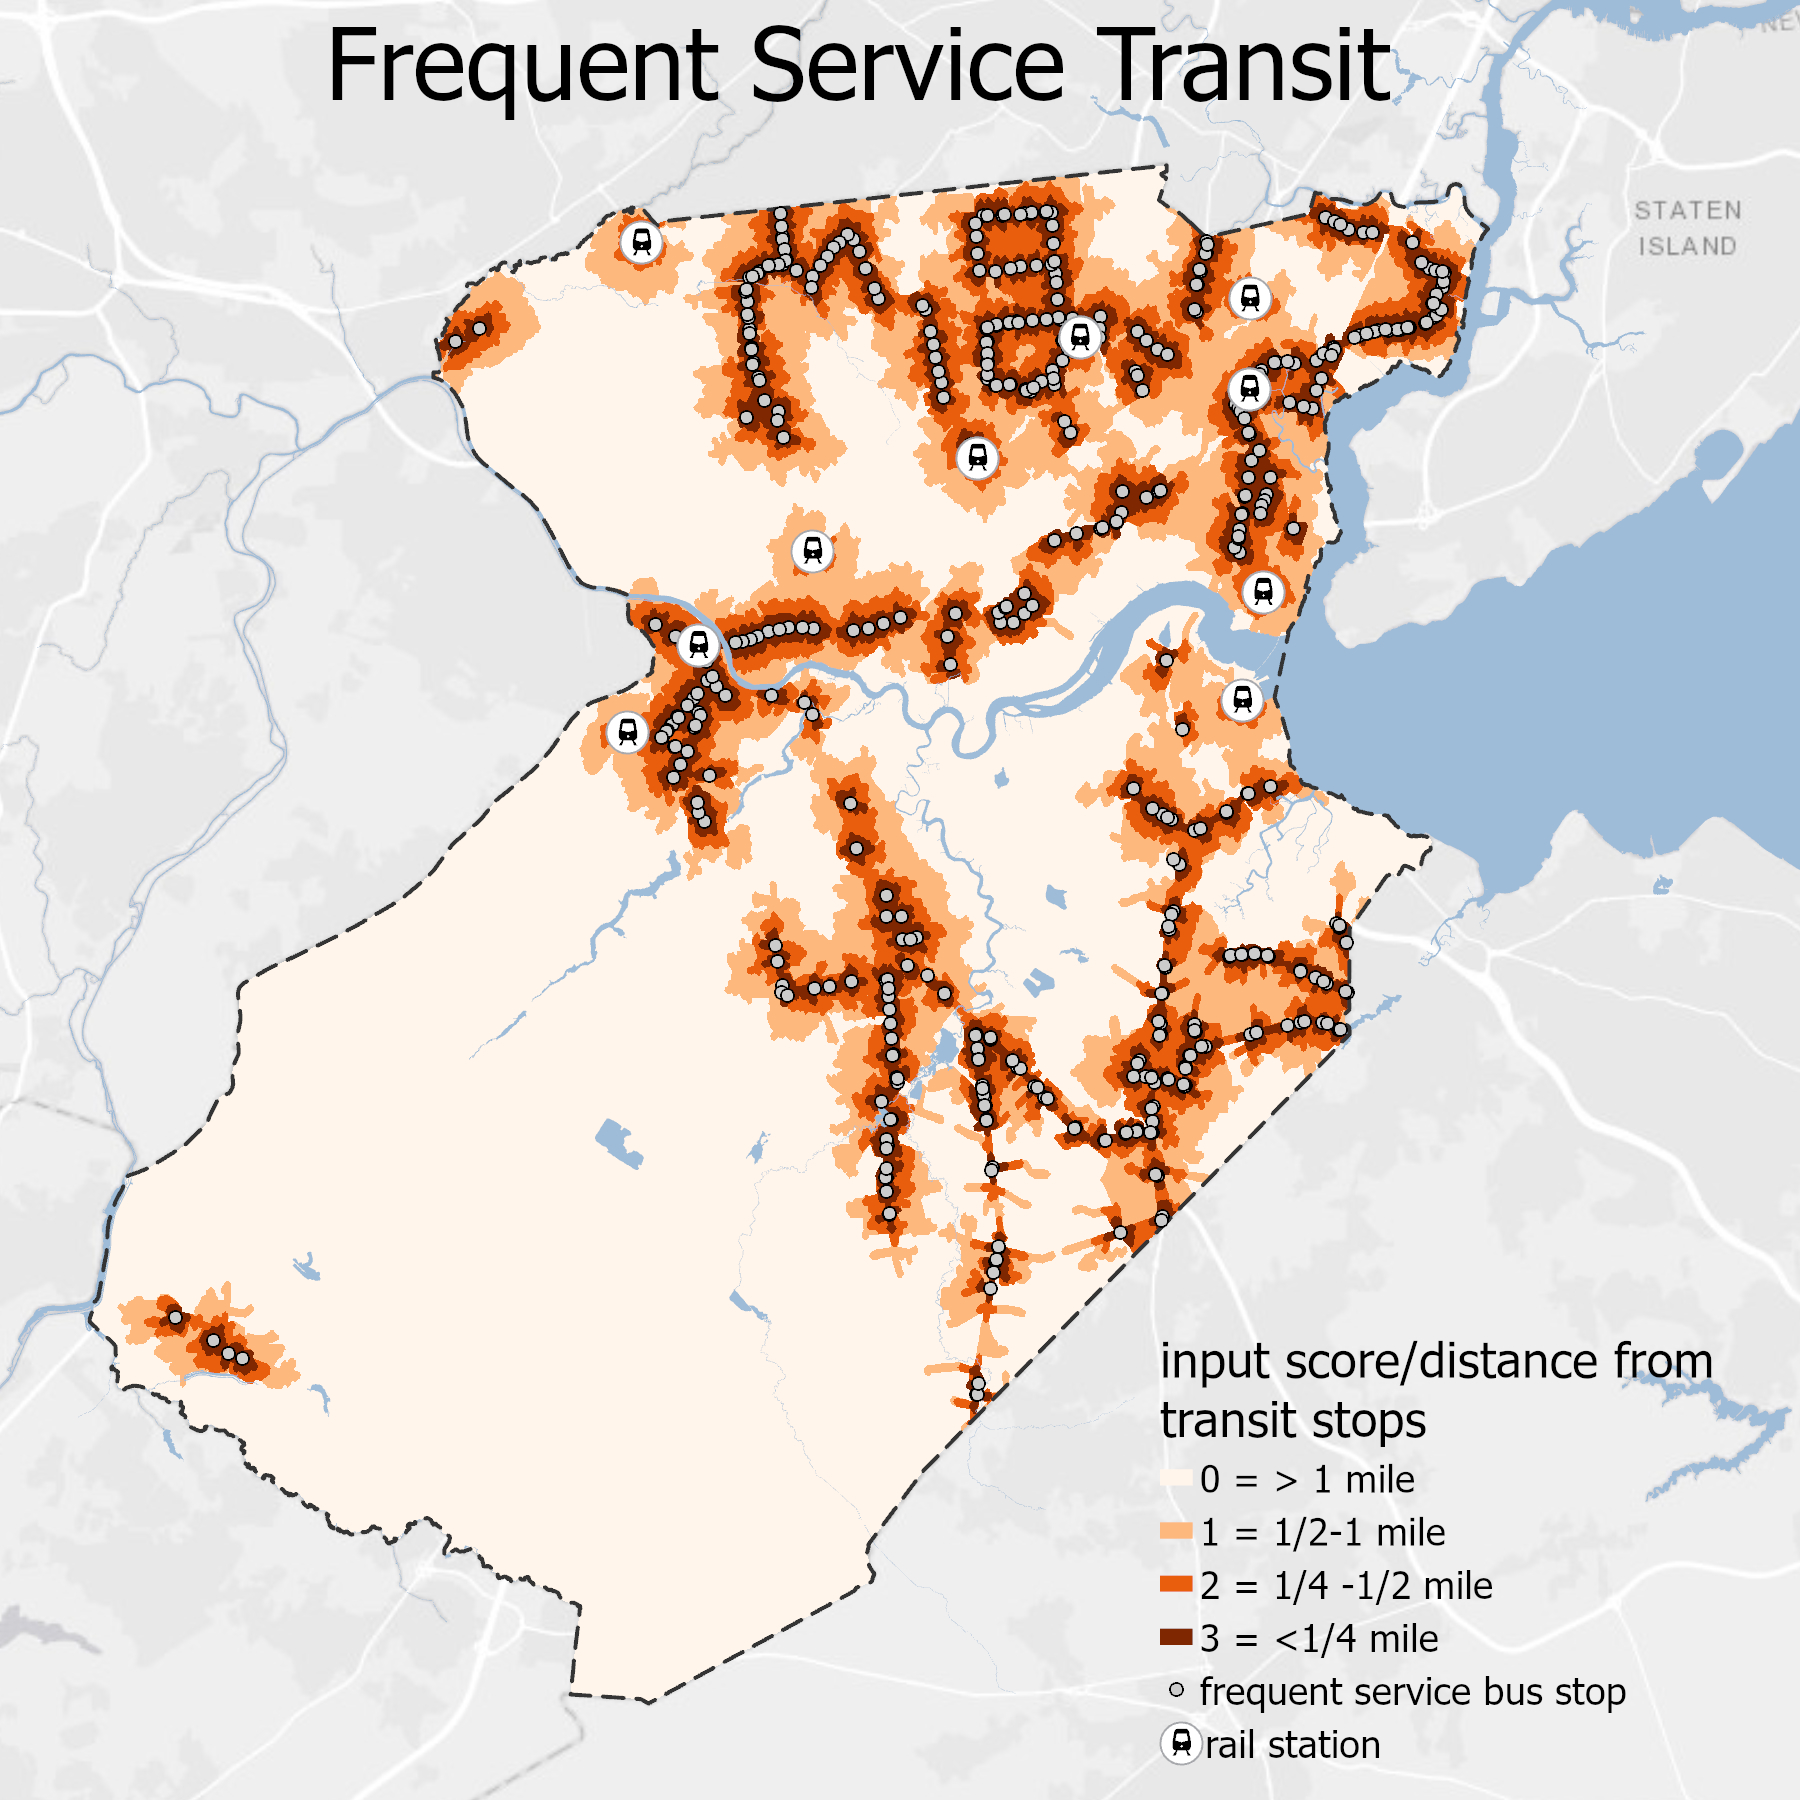 Frequent Service Transit
STATEN
ISLAND
input score/distance from
transit stops
0 = > 1 mile
1 = 1/2-1 mile
2 = 1/4 -1/2 mile
3 = <1/4 mile
frequent service bus stop
rail station